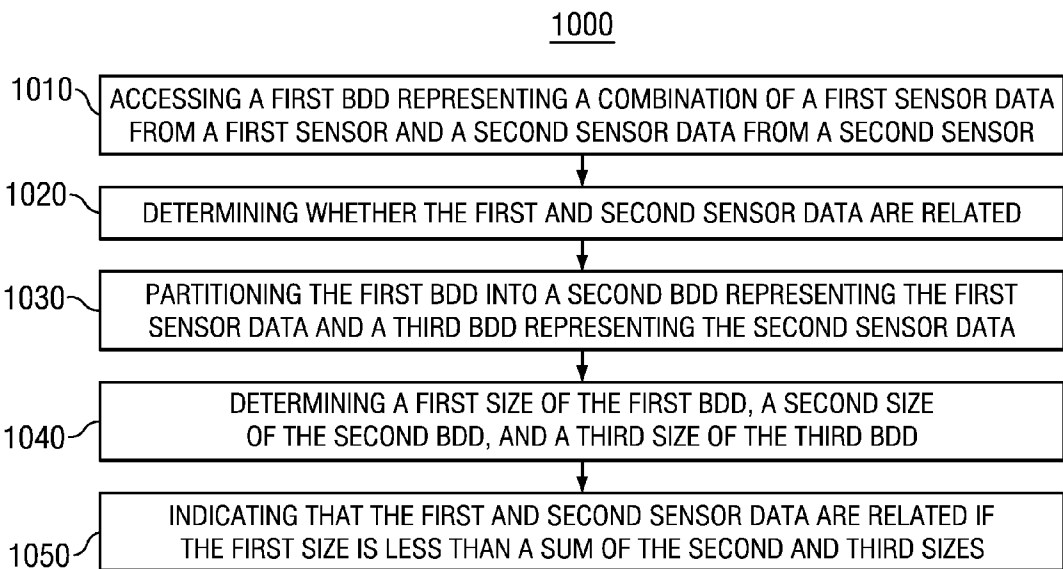 1000
1010
ACCESSING A FIRST BDD REPRESENTING A COMBINATION OF A FIRST SENSOR DATA
FROM A FIRST SENSOR AND A SECOND SENSOR DATA FROM A SECOND SENSOR.
1020
DETERMINING WHETHER THE FIRST AND SECOND SENSOR DATA ARE RELATED.
1030
PARTITIONING THE FIRST BDD INTO A SECOND BDD REPRESENTING THE FIRST
SENSOR DATA AND A THIRD BDD REPRESENTING THE SECOND SENSOR DATA.
1040
DETERMINING A FIRST SIZE OF THE FIRST BDD, A SECOND SIZE
OF THE SECOND BDD, AND A THIRD SIZE OF THE THIRD BDD.
1050
INDICATING THAT THE FIRST AND SECOND SENSOR DATA ARE RELATED IF
THE FIRST SIZE IS LESS THAN A SUM OF THE SECOND AND THIRD SIZES.